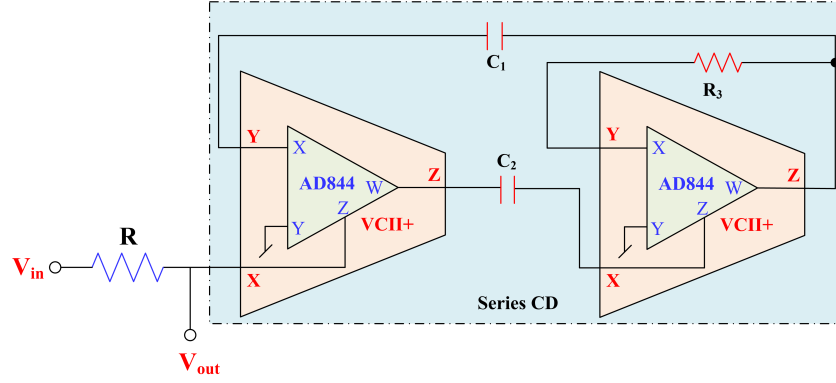 C1
R3
Y
X
AD844
W
Z
Y
VCII+
X
Z
C2
Y
X
AD844
W
Z
Y
VCII+
X
Z
R
Vin
Vout
Series CD